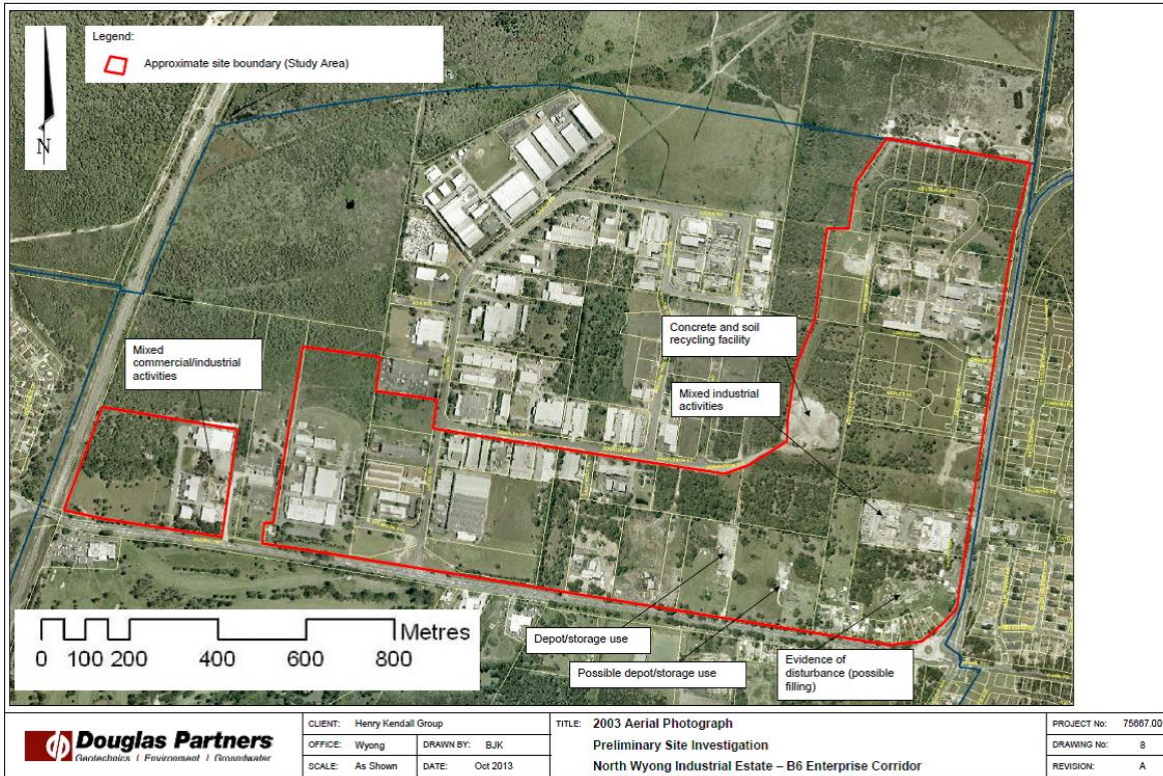 Legend:
Approximate site boundary (Study Area)
N
Concrete and soil
recycling facility
Mixed
commercial/industrial
activities
Mixed industrial
activities
Metres
0 100 200 400 600 800
Depot/storage use
Possible depot/storage use
Evidence of
disturbance (possible
filling)
dp Douglas Partners
Geotechnics | Environment | Groundwater
CLIENT: Henry Kendall Group
OFFICE: Wyong
DRAWN BY: BJK
SCALE: As Shown
DATE: Oct 2013
TITLE: 2003 Aerial Photograph
Preliminary Site Investigation
North Wyong Industrial Estate – B6 Enterprise Corridor
PROJECT No: 75667.00
DRAWING No: 8
REVISION: A